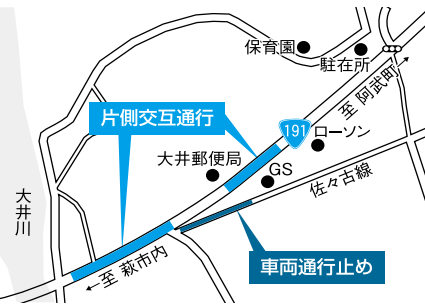 保育園
駐在所
至 阿武町
片側交互通行
191
ローソン
大井郵便局
GS
佐々古線
大井川
至 萩市内
車両通行止め